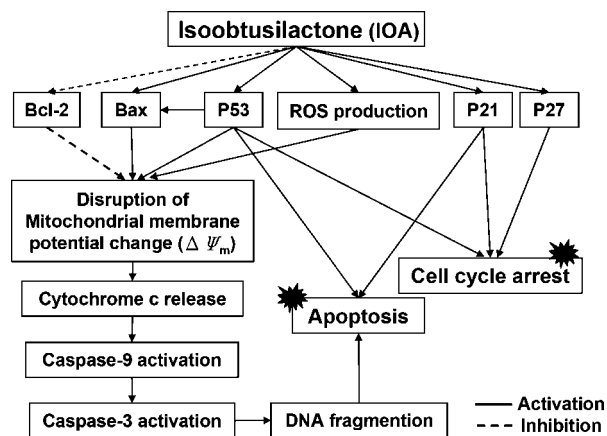 Isoobtusilactone (IOA)
Bcl-2
Bax
P53
ROS production
P21
P27
Disruption of
Mitochondrial membrane
potential change (Δ Ψm)
Cell cycle arrest
Cytochrome c release
Apoptosis
Caspase-9 activation
Caspase-3 activation
DNA fragmention
Activation
Inhibition